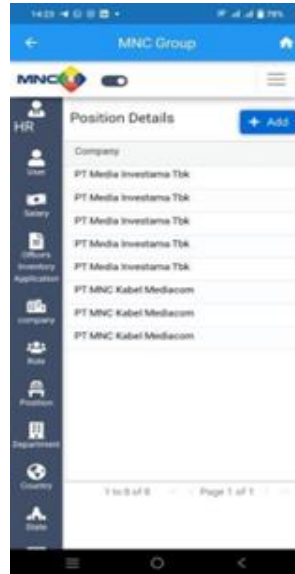 14:23
MNC Group
MNC
HR
Position Details
+ Add
Company
User
PT Media Investama Tbk
PT Media Investama Tbk
Salary
PT Media Investama Tbk
PT Media Investama Tbk
Officers
Inventory
Application
PT Media Investama Tbk
PT MNC Kabel Mediacom
company
PT MNC Kabel Mediacom
PT MNC Kabel Mediacom
Role
Position
Department
Country
1 to 8 of 8
Page 1 of 1
State